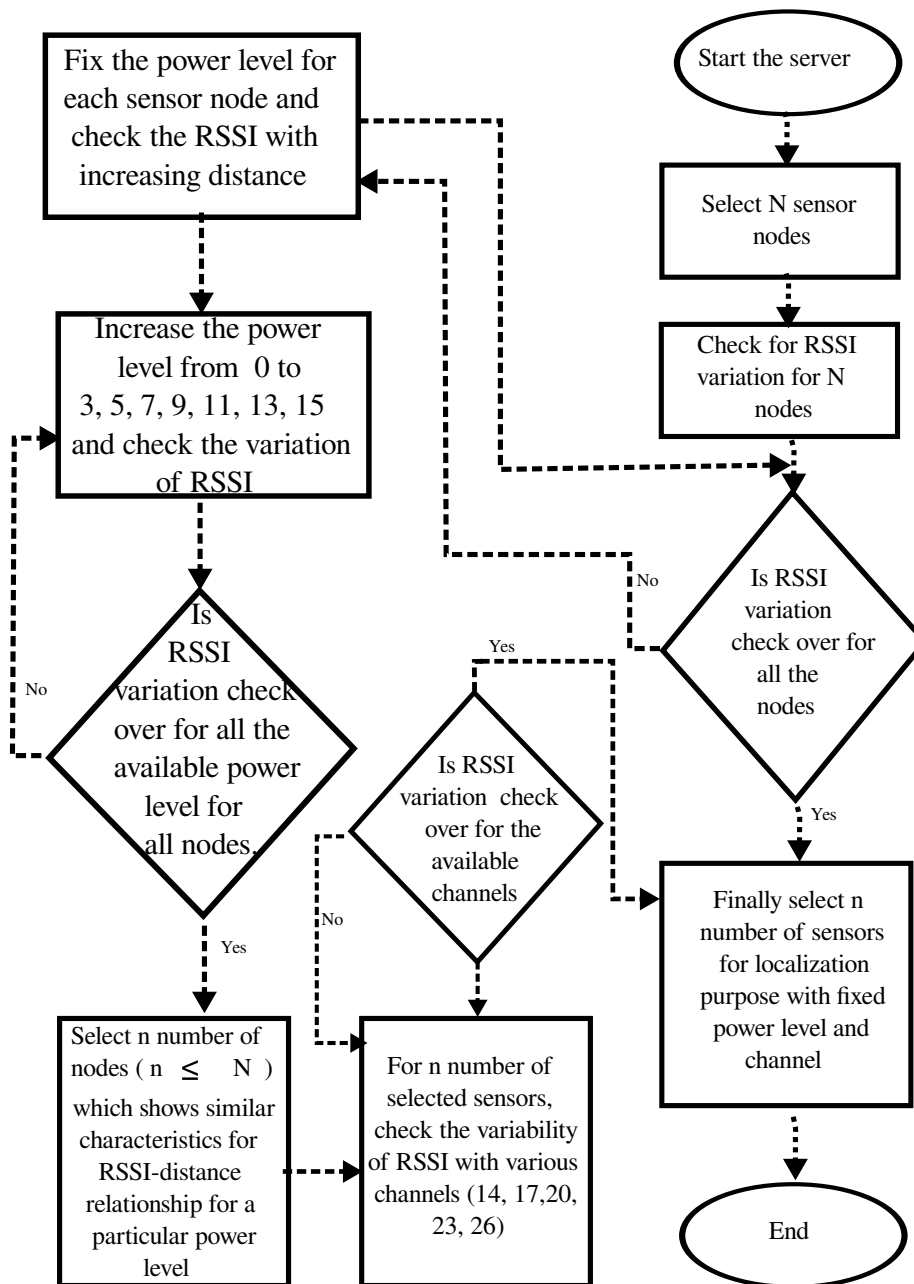 Fix the power level for
each sensor node and
check the RSSI with
increasing distance
Start the server
Select N sensor
nodes
Check for RSSI
variation for N
nodes
Increase the power
level from 0 to
3, 5, 7, 9, 11, 13, 15
and check the variation
of RSSI
Is RSSI
variation
check over for
all the
nodes
No
Yes
Is
RSSI
variation check
over for all the
available power
level for
all nodes.
No
Yes
Is RSSI
variation check
over for the
available
channels
Yes
No
Finally select n
number of sensors
for localization
purpose with fixed
power level and
channel
Select n number of
nodes ( n ≤ N )
which shows similar
characteristics for
RSSI-distance
relationship for a
particular power
level
For n number of
selected sensors,
check the variability
of RSSI with various
channels (14, 17,20,
23, 26)
End